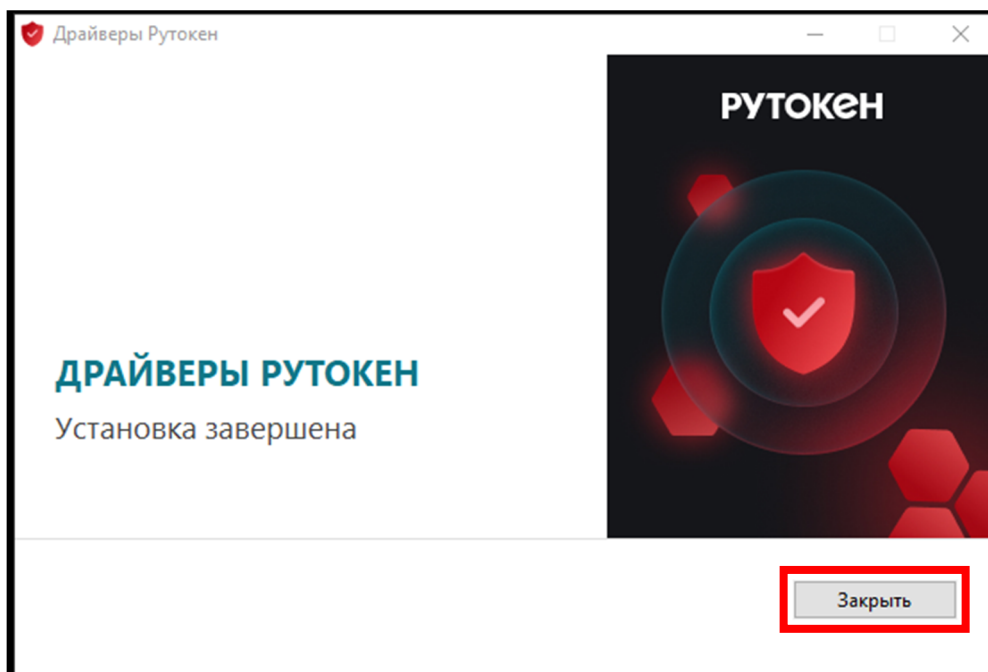 Драйверы Рутокен
РУТОКЕН
ДРАЙВЕРЫ РУТОКЕН
Установка завершена
Закрыть